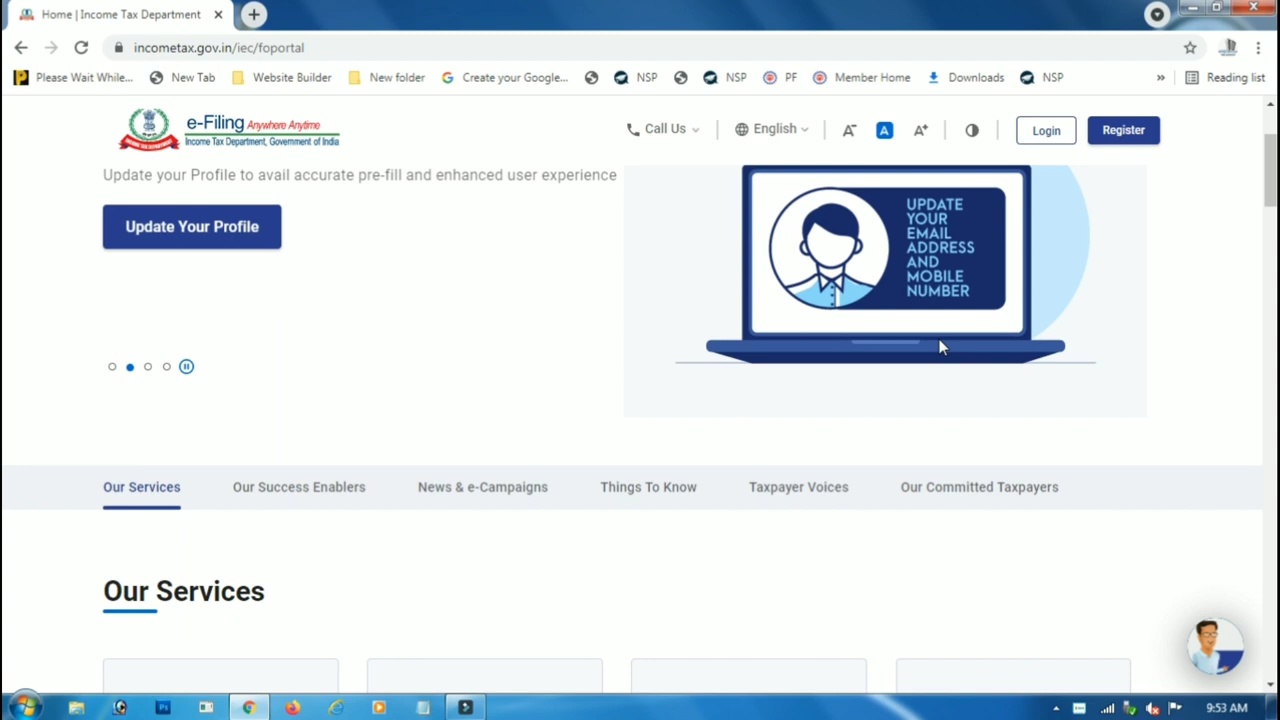 Home | Income Tax Department
incometax.gov.in/iec/foportal
Please Wait While... New Tab Website Builder New folder Create your Google... NSP NSP PF Member Home Downloads NSP » Reading list
e-Filing Anywhere Anytime
Income Tax Department, Government of India
Call Us English A- A A+ Login Register
Update your Profile to avail accurate pre-fill and enhanced user experience
Update Your Profile
UPDATE
YOUR
EMAIL
ADDRESS
AND
MOBILE
NUMBER
Our Services Our Success Enablers News & e-Campaigns Things To Know Taxpayer Voices Our Committed Taxpayers
Our Services
9:53 AM